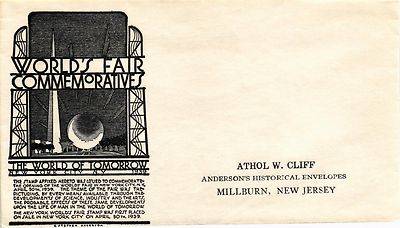 WORLD'S FAIR
COMMEMORATIVES
THE WORLD OF TOMORROW
NEW YORK CITY N.Y. 1939
THE STAMP AFFIXED HERETO WAS ISSUED TO COMMEMORATE
THE OPENING OF THE WORLD'S FAIR IN NEW YORK CITY, N.Y.,
APRIL 30TH, 1939. THE THEME OF THE FAIR WAS THE
PICTURING, BY EVERY MEANS AVAILABLE, THROUGH THE
DEVELOPMENTS OF SCIENCE, INDUSTRY AND THE ARTS,
THE PROBABLE EFFECTS OF THESE SAME DEVELOPMENTS
UPON THE LIFE OF MAN IN THE WORLD OF TOMORROW.
THE NEW YORK WORLD'S FAIR STAMP WAS FIRST PLACED
ON SALE IN NEW YORK CITY ON APRIL 30TH, 1939.
ANDERSON
ATHOL W. CLIFF
ANDERSON'S HISTORICAL ENVELOPES
MILLBURN, NEW JERSEY